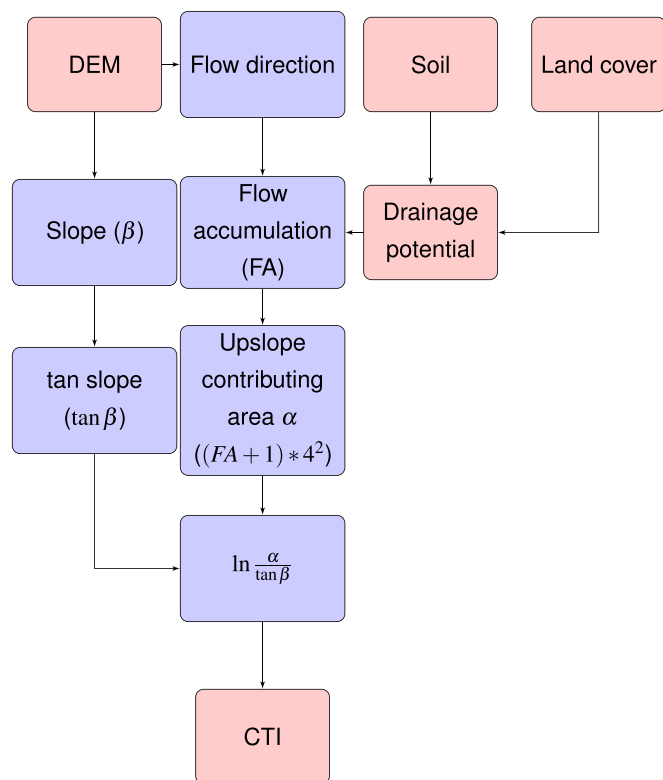 DEM
Flow direction
Soil
Land cover
Slope (β)
Flow
accumulation
(FA)
Drainage
potential
tan slope
(tan β)
Upslope
contributing
area α
((FA + 1) ∗ 4²)
ln α/tan β
CTI